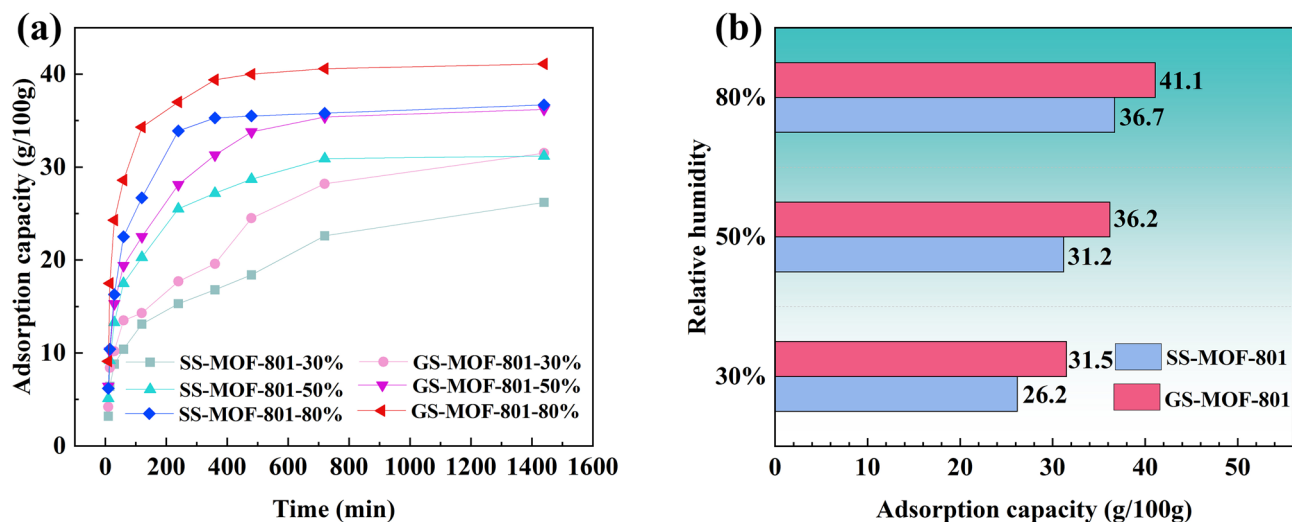 (a)
Adsorption capacity (g/100g)
40
30
20
10
0
SS-MOF-801-30%
SS-MOF-801-50%
SS-MOF-801-80%
GS-MOF-801-30%
GS-MOF-801-50%
GS-MOF-801-80%
0 200 400 600 800 1000 1200 1400 1600
Time (min)
(b)
Relative humidity
80%
41.1
36.7
50%
36.2
31.2
30%
31.5
26.2
SS-MOF-801
GS-MOF-801
0 10 20 30 40 50
Adsorption capacity (g/100g)